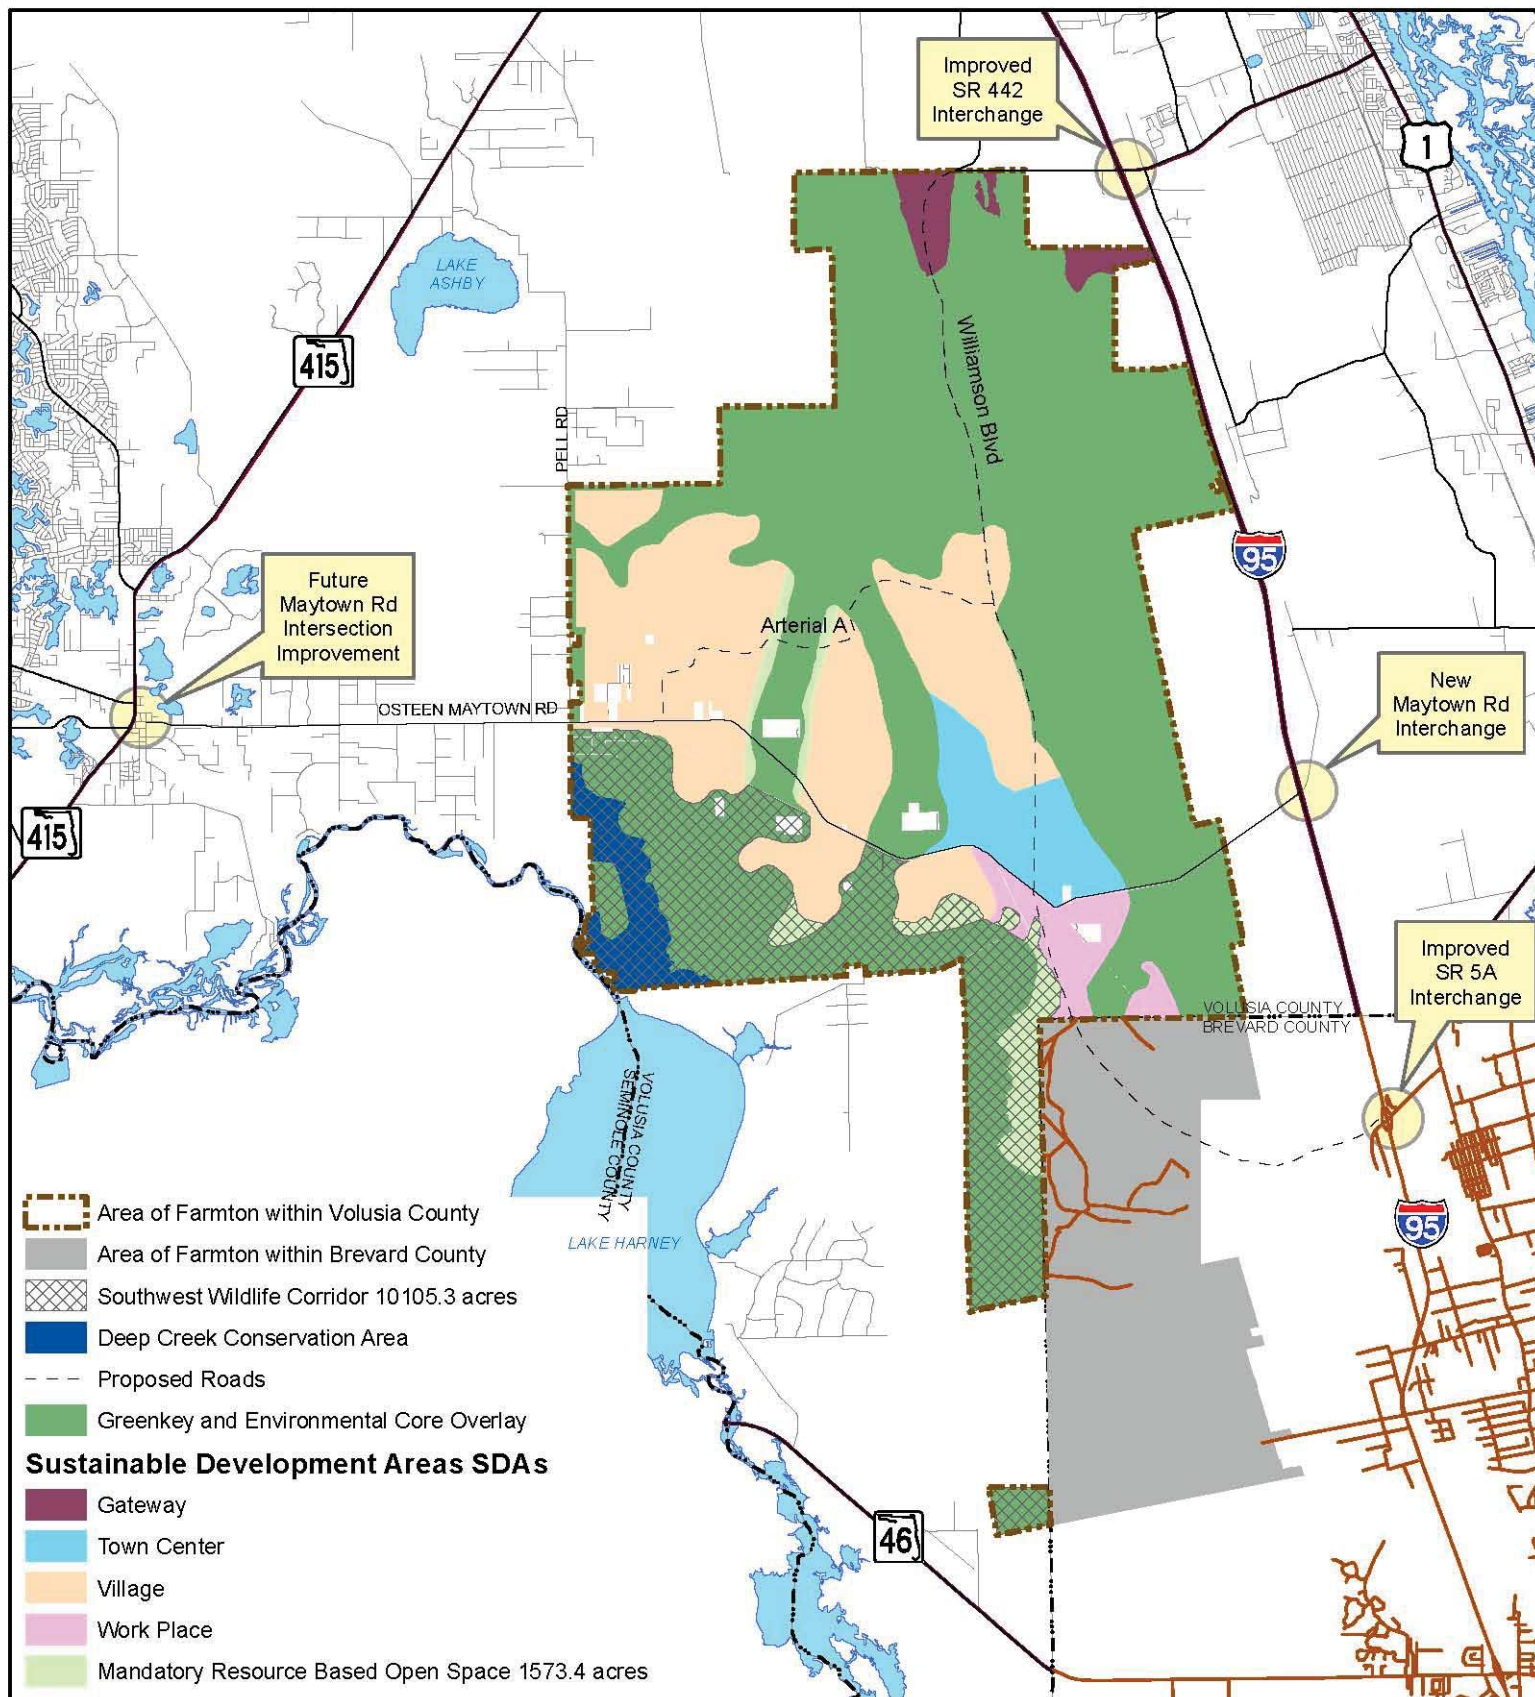 Improved
SR 442
Interchange
1
LAKE
ASHBY
415
Williamson Blvd
PELL RD
95
Future
Maytown Rd
Intersection
Improvement
Arterial A
New
Maytown Rd
Interchange
OSTEEN MAYTOWN RD
415
Improved
SR 5A
Interchange
VOLUSIA COUNTY
BREVARD COUNTY
VOLUSIA COUNTY
SEMINOLE COUNTY
95
LAKE HARNEY
Area of Farmton within Volusia County
Area of Farmton within Brevard County
Southwest Wildlife Corridor 10105.3 acres
Deep Creek Conservation Area
Proposed Roads
Greenkey and Environmental Core Overlay
Sustainable Development Areas SDAs
Gateway
Town Center
Village
Work Place
Mandatory Resource Based Open Space 1573.4 acres
46